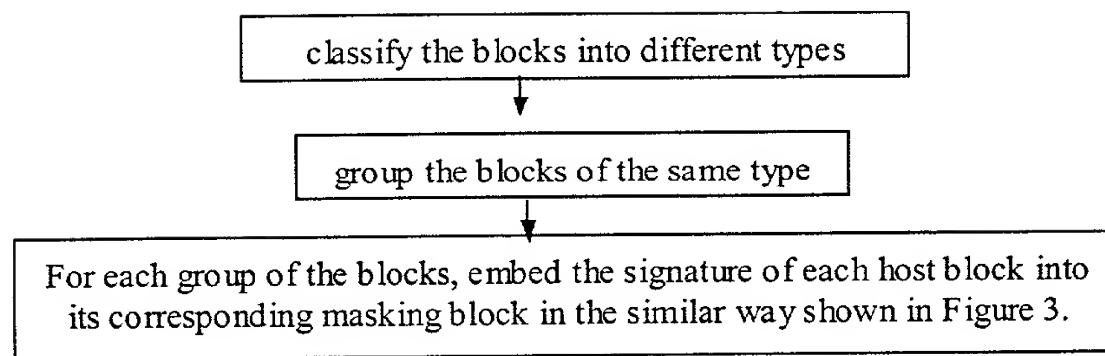 classify the blocks into different types
group the blocks of the same type
For each group of the blocks, embed the signature of each host block into
its corresponding masking block in the similar way shown in Figure 3.